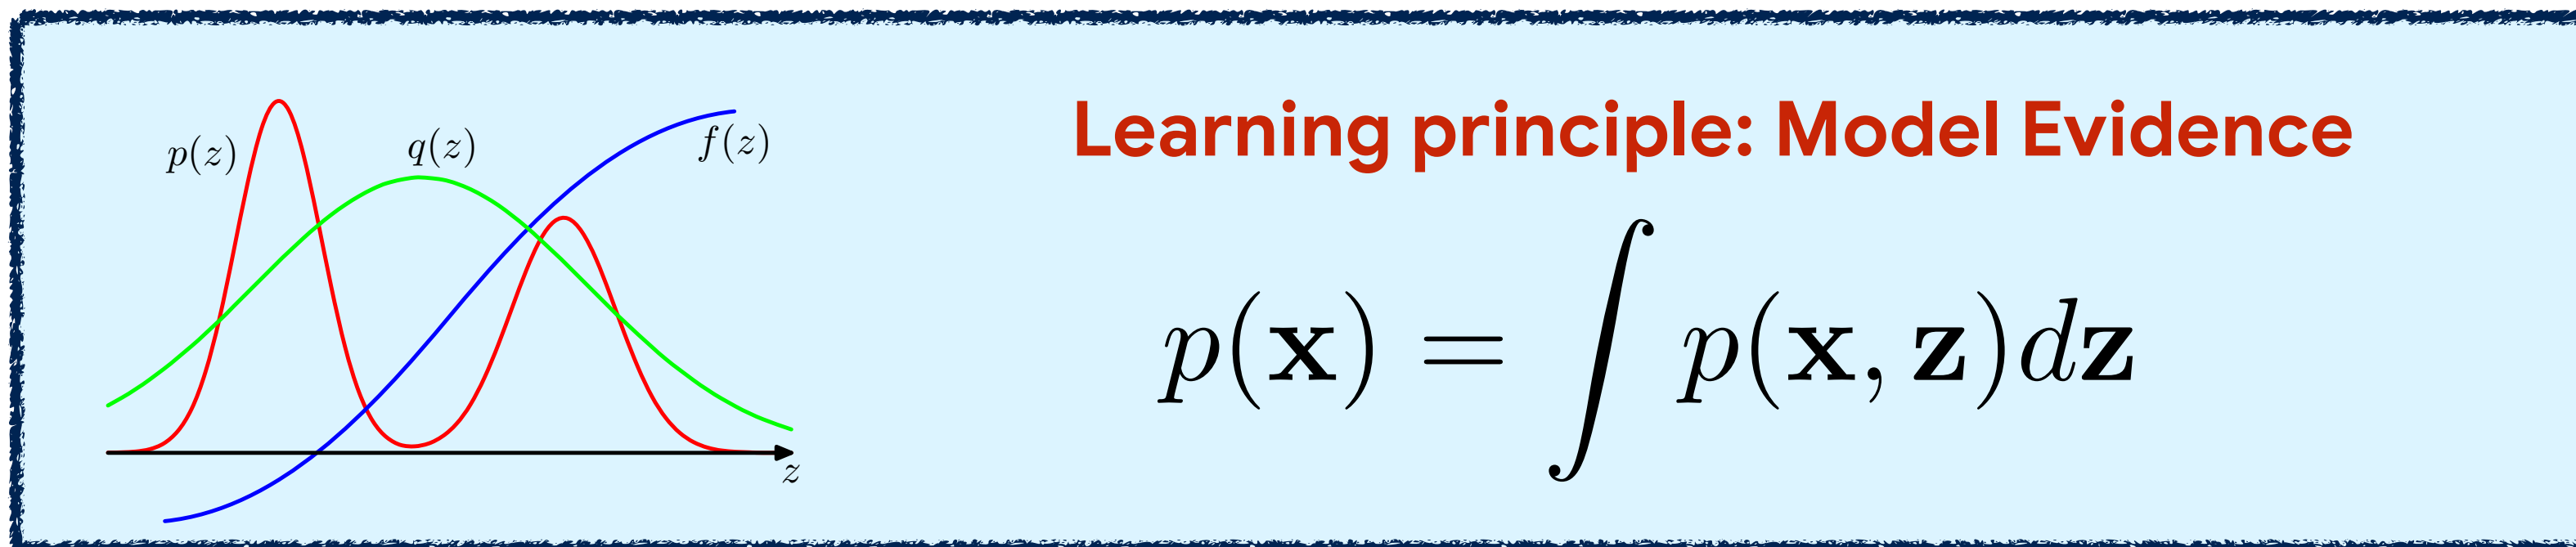 p(z)
q(z)
f(z)
z
Learning principle: Model Evidence
p(𝐱) = ∫ p(𝐱, 𝐳)d𝐳